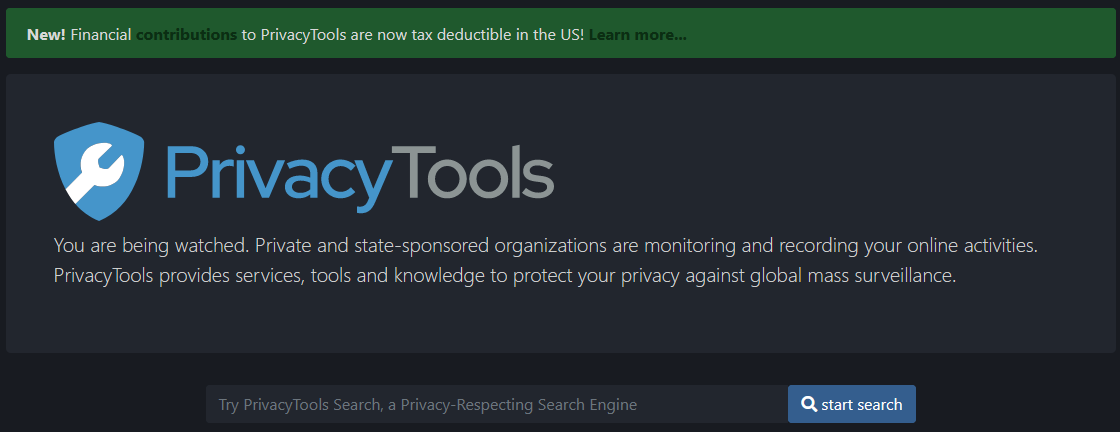 New! Financial contributions to PrivacyTools are now tax deductible in the US! Learn more...
PrivacyTools
You are being watched. Private and state-sponsored organizations are monitoring and recording your online activities.
PrivacyTools provides services, tools and knowledge to protect your privacy against global mass surveillance.
Try PrivacyTools Search, a Privacy-Respecting Search Engine
start search